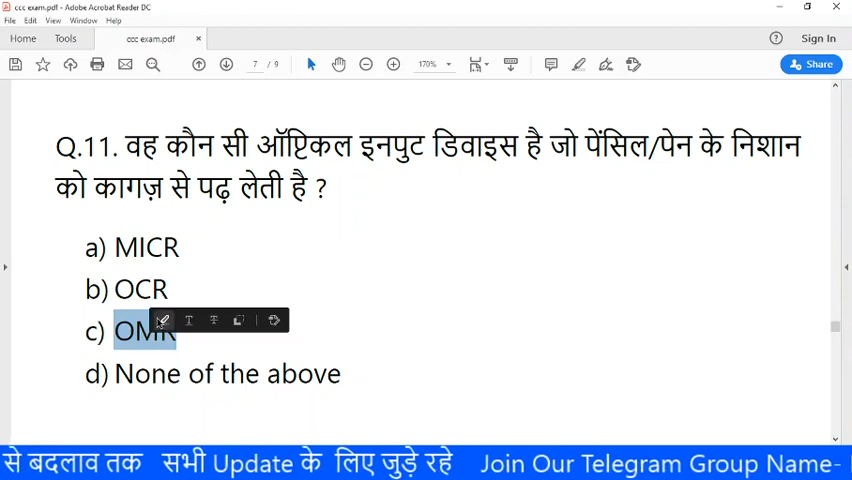 ccc exam.pdf - Adobe Acrobat Reader DC
File Edit View Window Help
Home Tools ccc exam.pdf × Sign In
7 / 9 170% Share
Q.11. वह कौन सी ऑप्टिकल इनपुट डिवाइस है जो पेंसिल/पेन के निशान
को कागज़ से पढ़ लेती है ?
a) MICR
b) OCR
c) OMR
d) None of the above
से बदलाव तक सभी Update के लिए जुड़े रहे Join Our Telegram Group Name-